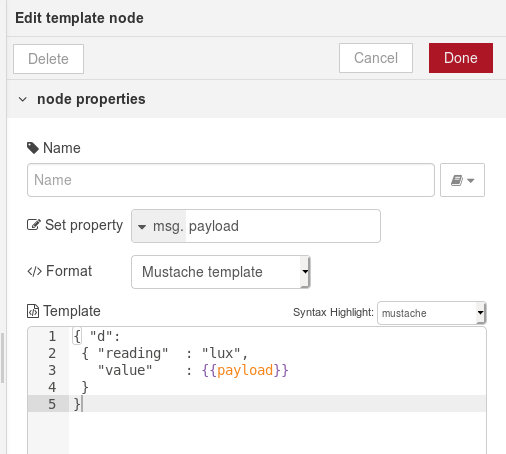 Edit template node
Delete
Cancel
Done
node properties
Name
Name
Set property
msg. payload
</> Format
Mustache template
Template
Syntax Highlight: mustache
1 { "d":
2 { "reading" : "lux",
3 "value" : {{payload}}
4 }
5 }